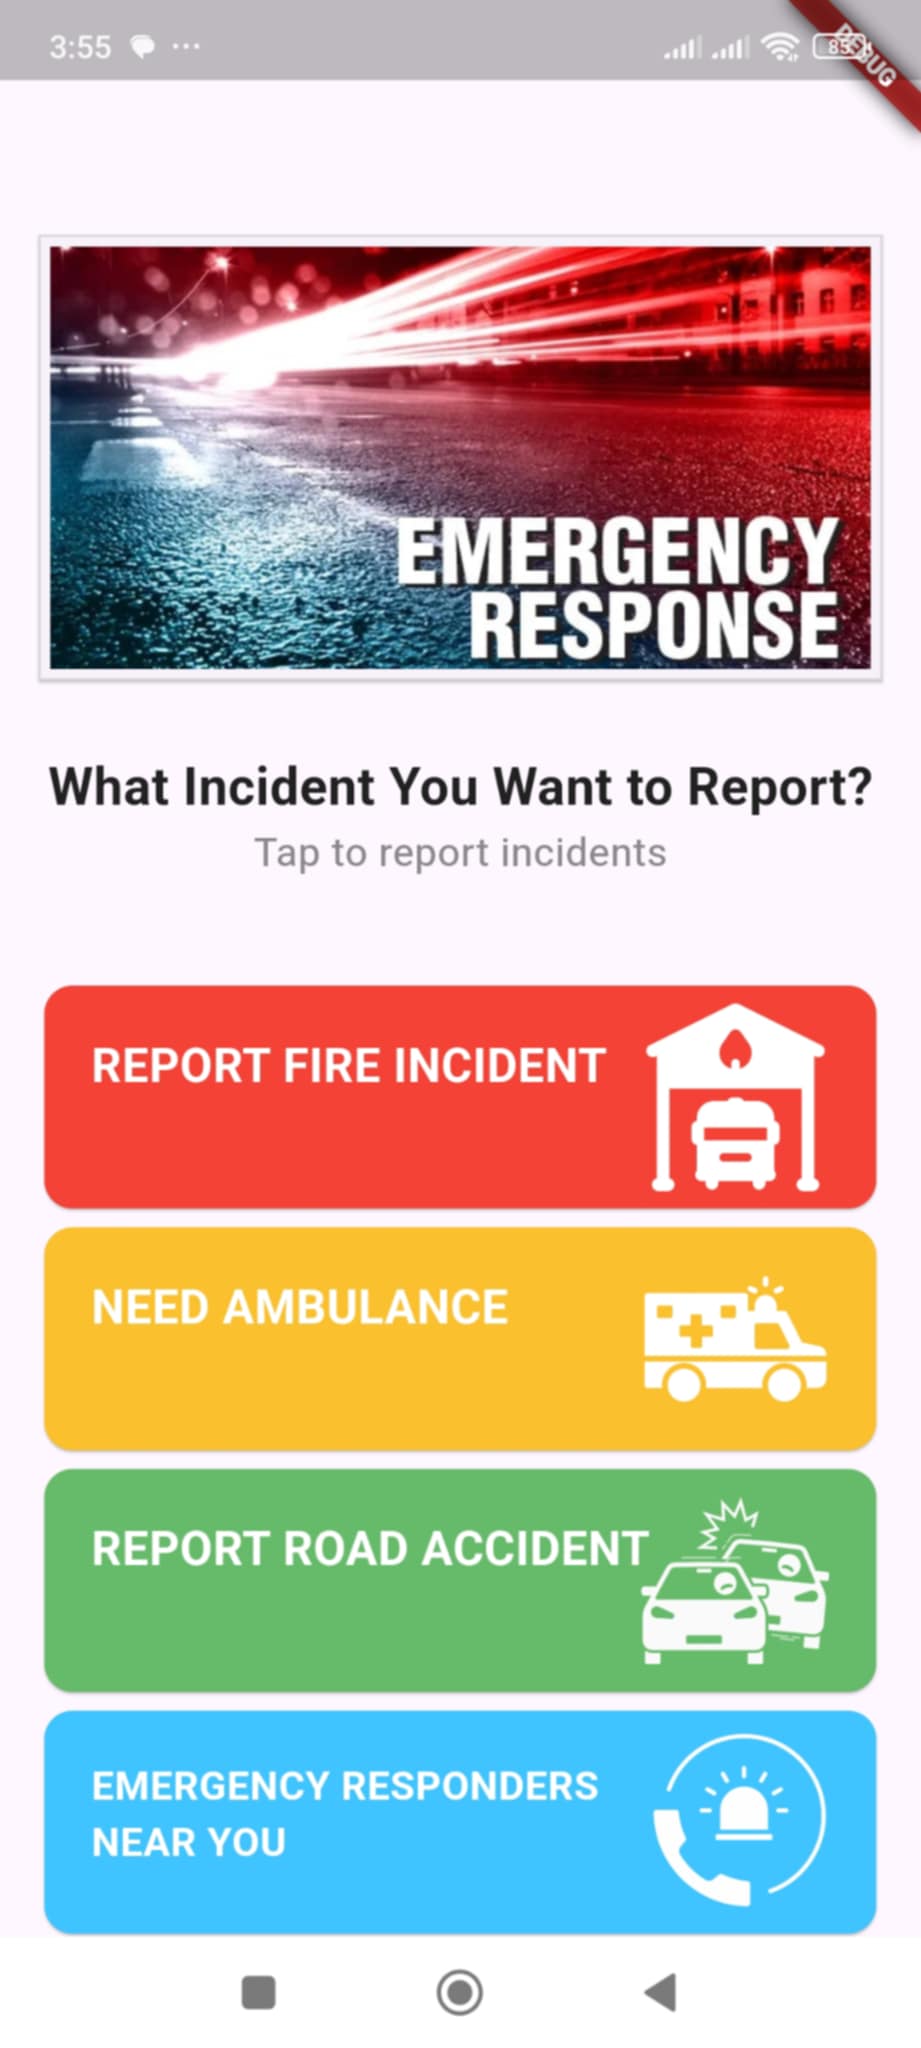 3:55
85
DEBUG
EMERGENCY
RESPONSE
What Incident You Want to Report?
Tap to report incidents
REPORT FIRE INCIDENT
NEED AMBULANCE
REPORT ROAD ACCIDENT
EMERGENCY RESPONDERS
NEAR YOU